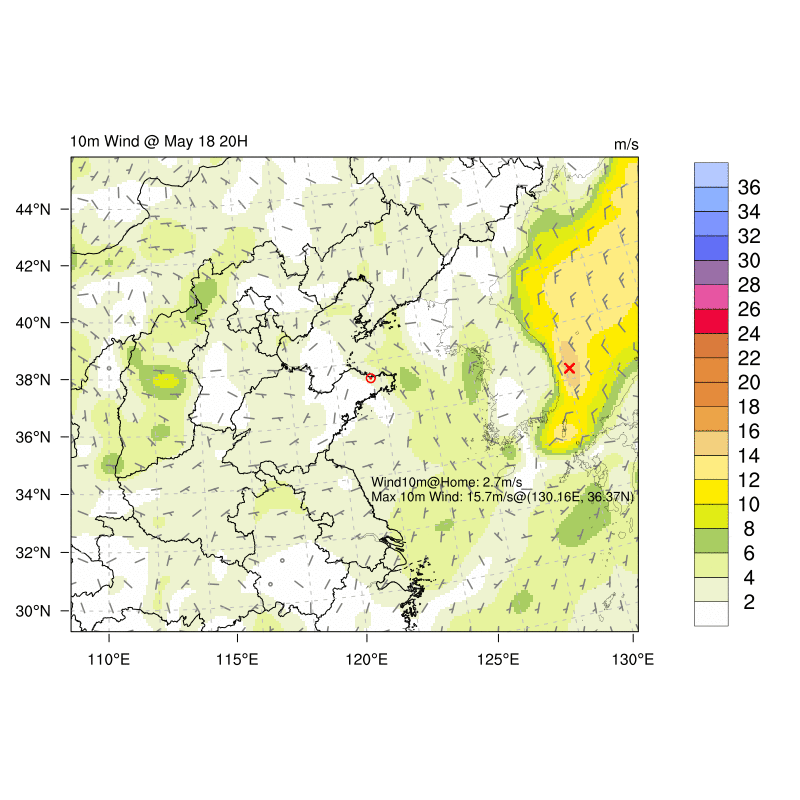 10m Wind @ May 18 20H
m/s
44°N
42°N
40°N
38°N
36°N
34°N
32°N
30°N
110°E
115°E
120°E
125°E
130°E
Wind10m@Home: 2.7m/s
Max 10m Wind: 15.7m/s@(130.16E, 36.37N)
36
34
32
30
28
26
24
22
20
18
16
14
12
10
8
6
4
2